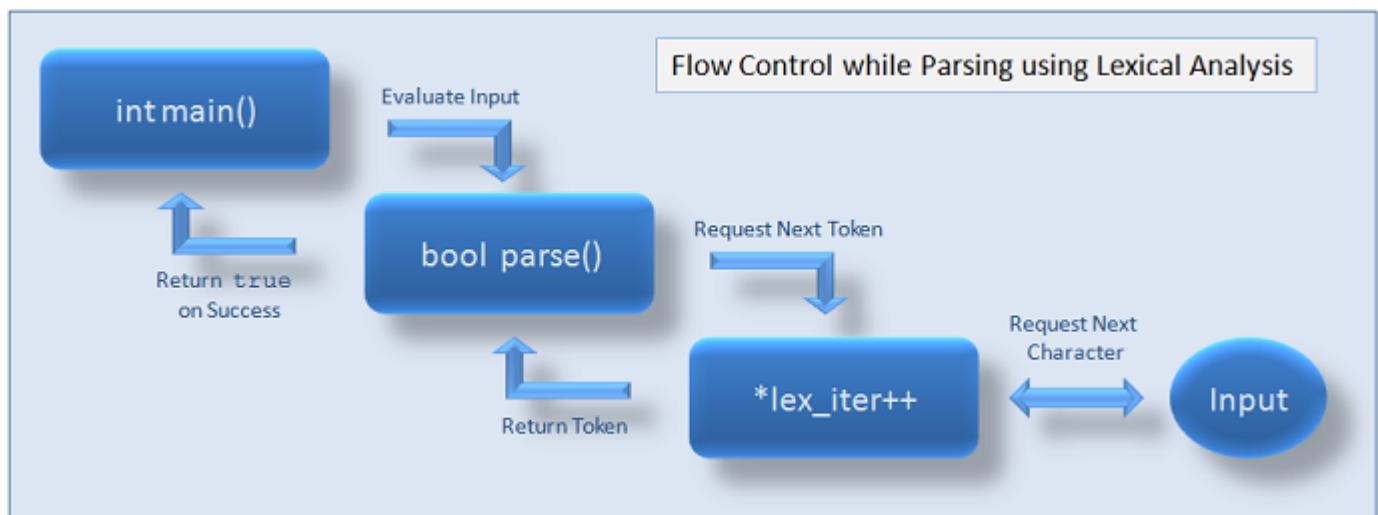 Flow Control while Parsing using Lexical Analysis
int main()
Evaluate Input
Return true
on Success
bool parse()
Request Next Token
Return Token
*lex_iter++
Request Next
Character
Input